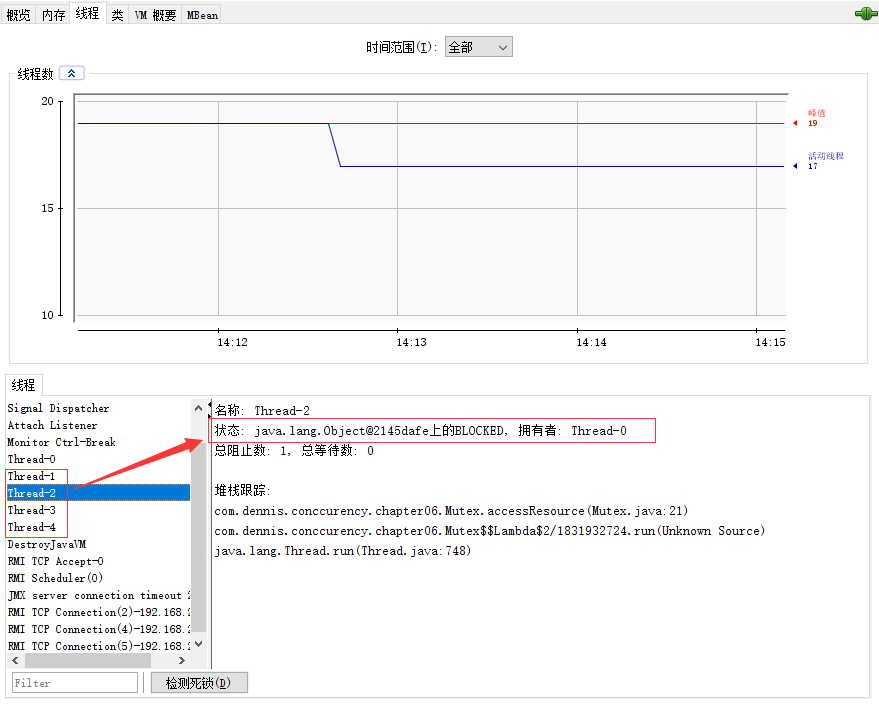 概览 内存 线程 类 VM 概要 MBean
时间范围(T): 全部
线程数
20
15
10
峰值
19
活动线程
17
14:12 14:13 14:14 14:15
线程
Signal Dispatcher
Attach Listener
Monitor Ctrl-Break
Thread-0
Thread-1
Thread-2
Thread-3
Thread-4
DestroyJavaVM
RMI TCP Accept-0
RMI Scheduler(0)
JMX server connection timeout 2
RMI TCP Connection(2)-192.168.2
RMI TCP Connection(4)-192.168.2
RMI TCP Connection(5)-192.168.2
Filter
检测死锁(D)
名称: Thread-2
状态: java.lang.Object@2145dafe上的BLOCKED, 拥有者: Thread-0
总阻止数: 1, 总等待数: 0
堆栈跟踪:
com.dennis.conccurency.chapter06.Mutex.accessResource(Mutex.java:21)
com.dennis.conccurency.chapter06.Mutex$$Lambda$2/1831932724.run(Unknown Source)
java.lang.Thread.run(Thread.java:748)